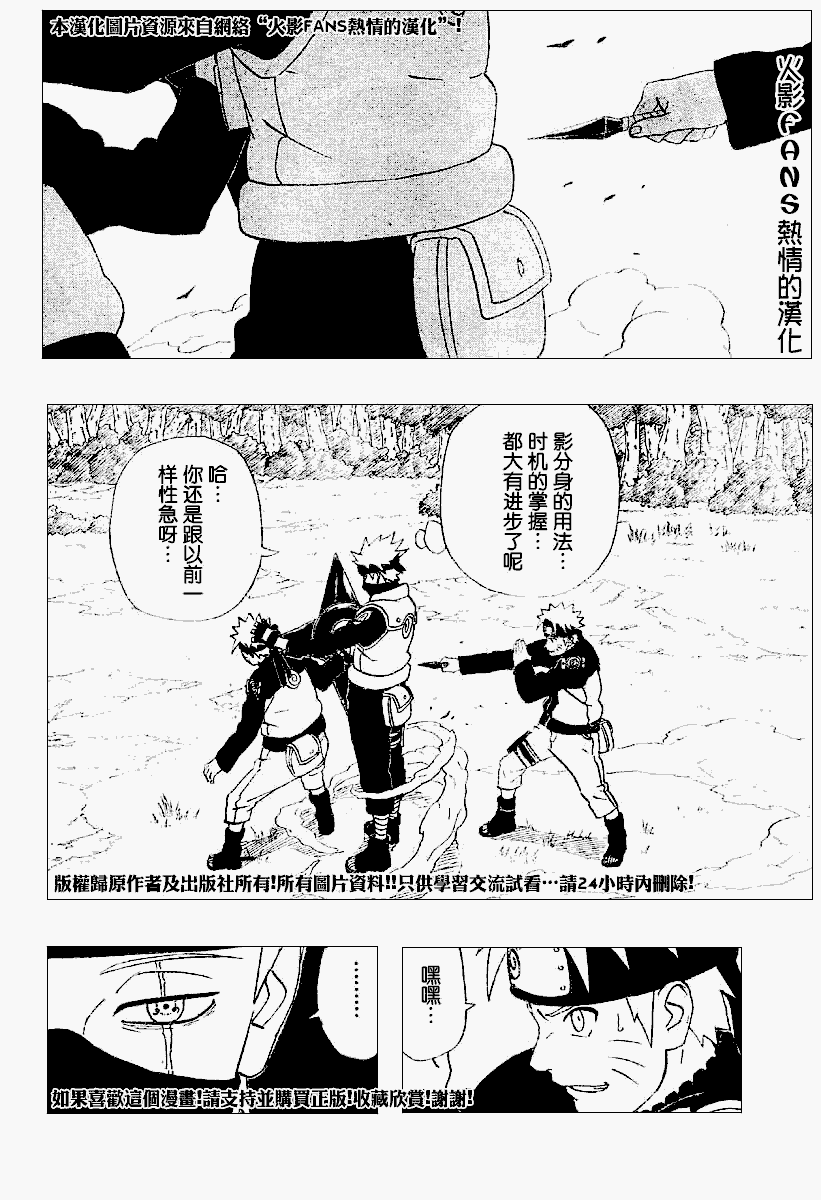 本漢化圖片資源來自網絡“火影FANS熱情的漢化”!
火影FANS熱情的漢化
影分身的用法…
时机的掌握…
都大有进步了呢
哈…
你还是跟以前一
样性急呀…
版權歸原作者及出版社所有!所有圖片資料!!只供學習交流試看…請24小時內刪除!
嘿
嘿…
………
如果喜歡這個漫畫!請支持並購買正版!收藏欣賞!謝謝!